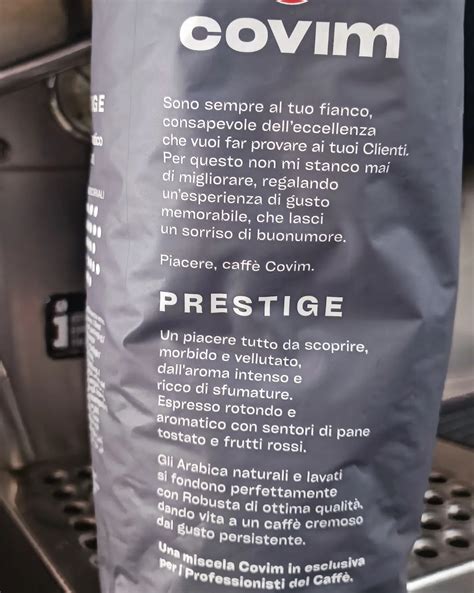 COVIM
Sono sempre al tuo fianco,
consapevole dell'eccellenza
che vuoi far provare ai tuoi Clienti.
Per questo non mi stanco mai
di migliorare, regalando
un'esperienza di gusto
memorabile, che lasci
un sorriso di buonumore.
Piacere, caffè Covim.
PRESTIGE
Un piacere tutto da scoprire,
morbido e vellutato,
dall'aroma intenso e
ricco di sfumature.
Espresso rotondo e
aromatico con sentori di pane
tostato e frutti rossi.
Gli Arabica naturali e lavati
si fondono perfettamente
con Robusta di ottima qualità,
dando vita a un caffè cremoso
dal gusto persistente.
Una miscela Covim in esclusiva
per i Professionisti del Caffè.